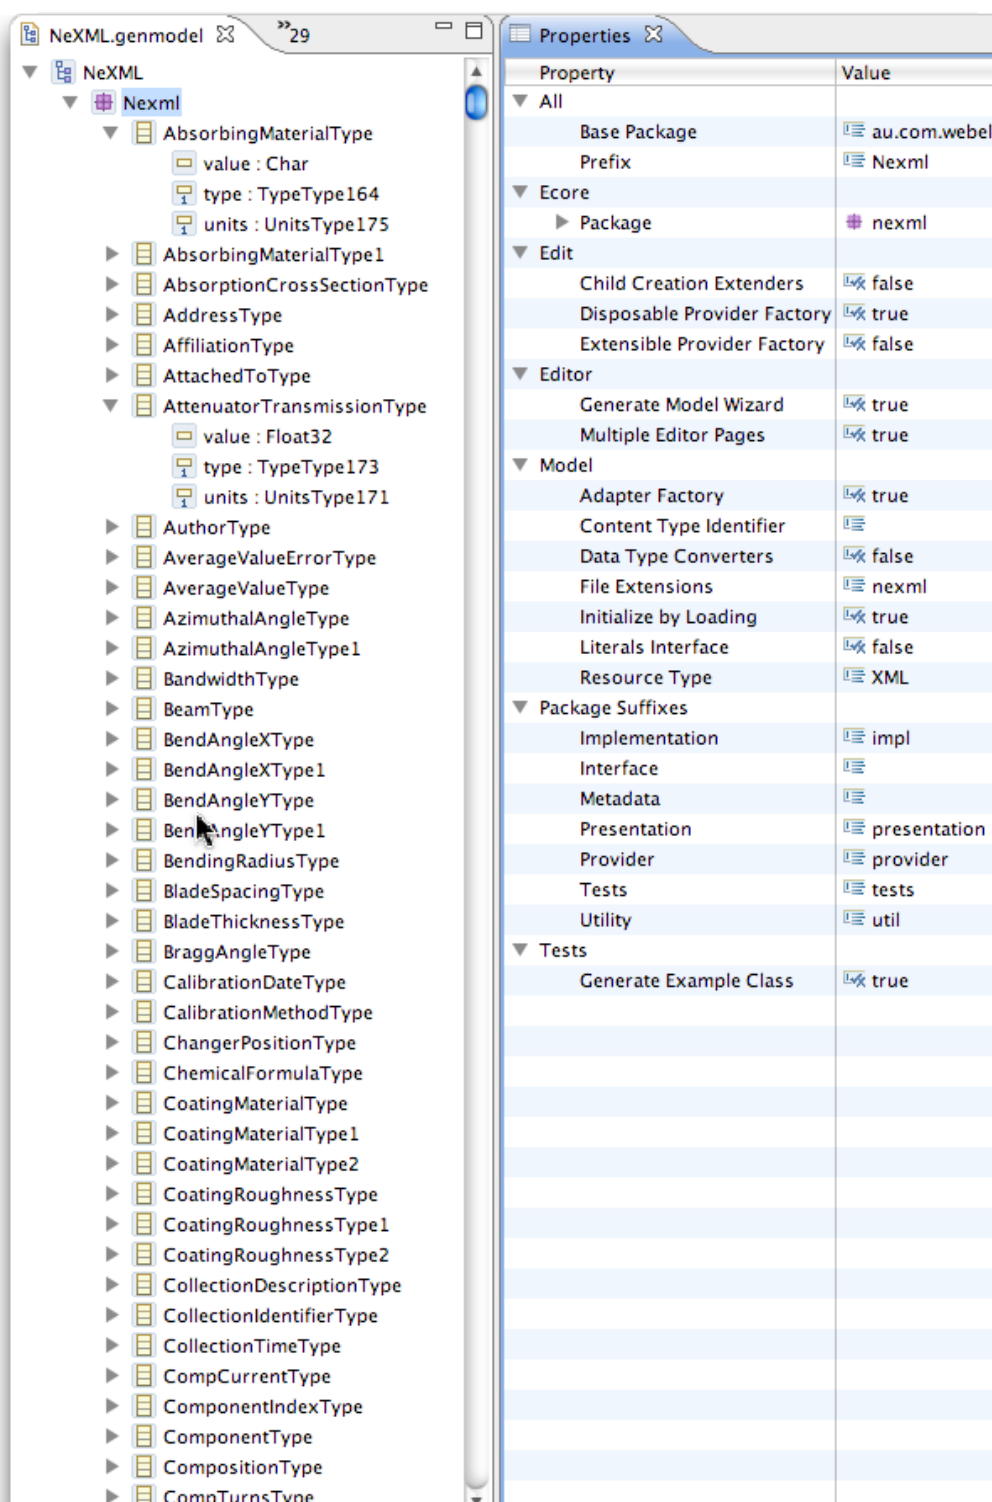 NeXML.genmodel
»29
NeXML
Nexml
AbsorbingMaterialType
value : Char
type : TypeType164
units : UnitsType175
AbsorbingMaterialType1
AbsorptionCrossSectionType
AddressType
AffiliationType
AttachedToType
AttenuatorTransmissionType
value : Float32
type : TypeType173
units : UnitsType171
AuthorType
AverageValueErrorType
AverageValueType
AzimuthalAngleType
AzimuthalAngleType1
BandwidthType
BeamType
BendAngleXType
BendAngleXType1
BendAngleYType
BendAngleYType1
BendingRadiusType
BladeSpacingType
BladeThicknessType
BraggAngleType
CalibrationDateType
CalibrationMethodType
ChangerPositionType
ChemicalFormulaType
CoatingMaterialType
CoatingMaterialType1
CoatingMaterialType2
CoatingRoughnessType
CoatingRoughnessType1
CoatingRoughnessType2
CollectionDescriptionType
CollectionIdentifierType
CollectionTimeType
CompCurrentType
ComponentIndexType
ComponentType
CompositionType
CompTurnsType
Properties
Property Value
All
Base Package au.com.webel
Prefix Nexml
Ecore
Package nexml
Edit
Child Creation Extenders false
Disposable Provider Factory true
Extensible Provider Factory false
Editor
Generate Model Wizard true
Multiple Editor Pages true
Model
Adapter Factory true
Content Type Identifier
Data Type Converters false
File Extensions nexml
Initialize by Loading true
Literals Interface false
Resource Type XML
Package Suffixes
Implementation impl
Interface
Metadata
Presentation presentation
Provider provider
Tests tests
Utility util
Tests
Generate Example Class true